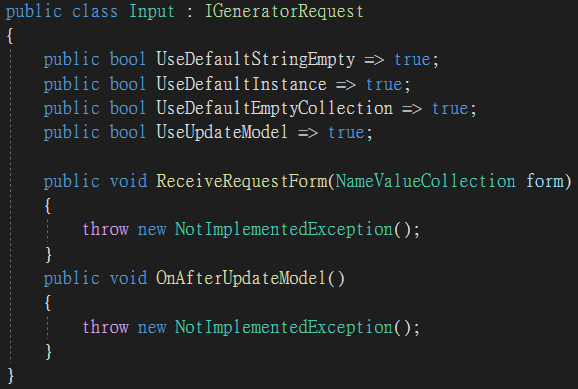 public class Input : IGeneratorRequest
{
    public bool UseDefaultStringEmpty => true;
    public bool UseDefaultInstance => true;
    public bool UseDefaultEmptyCollection => true;
    public bool UseUpdateModel => true;

    public void ReceiveRequestForm(NameValueCollection form)
    {
        throw new NotImplementedException();
    }
    public void OnAfterUpdateModel()
    {
        throw new NotImplementedException();
    }
}